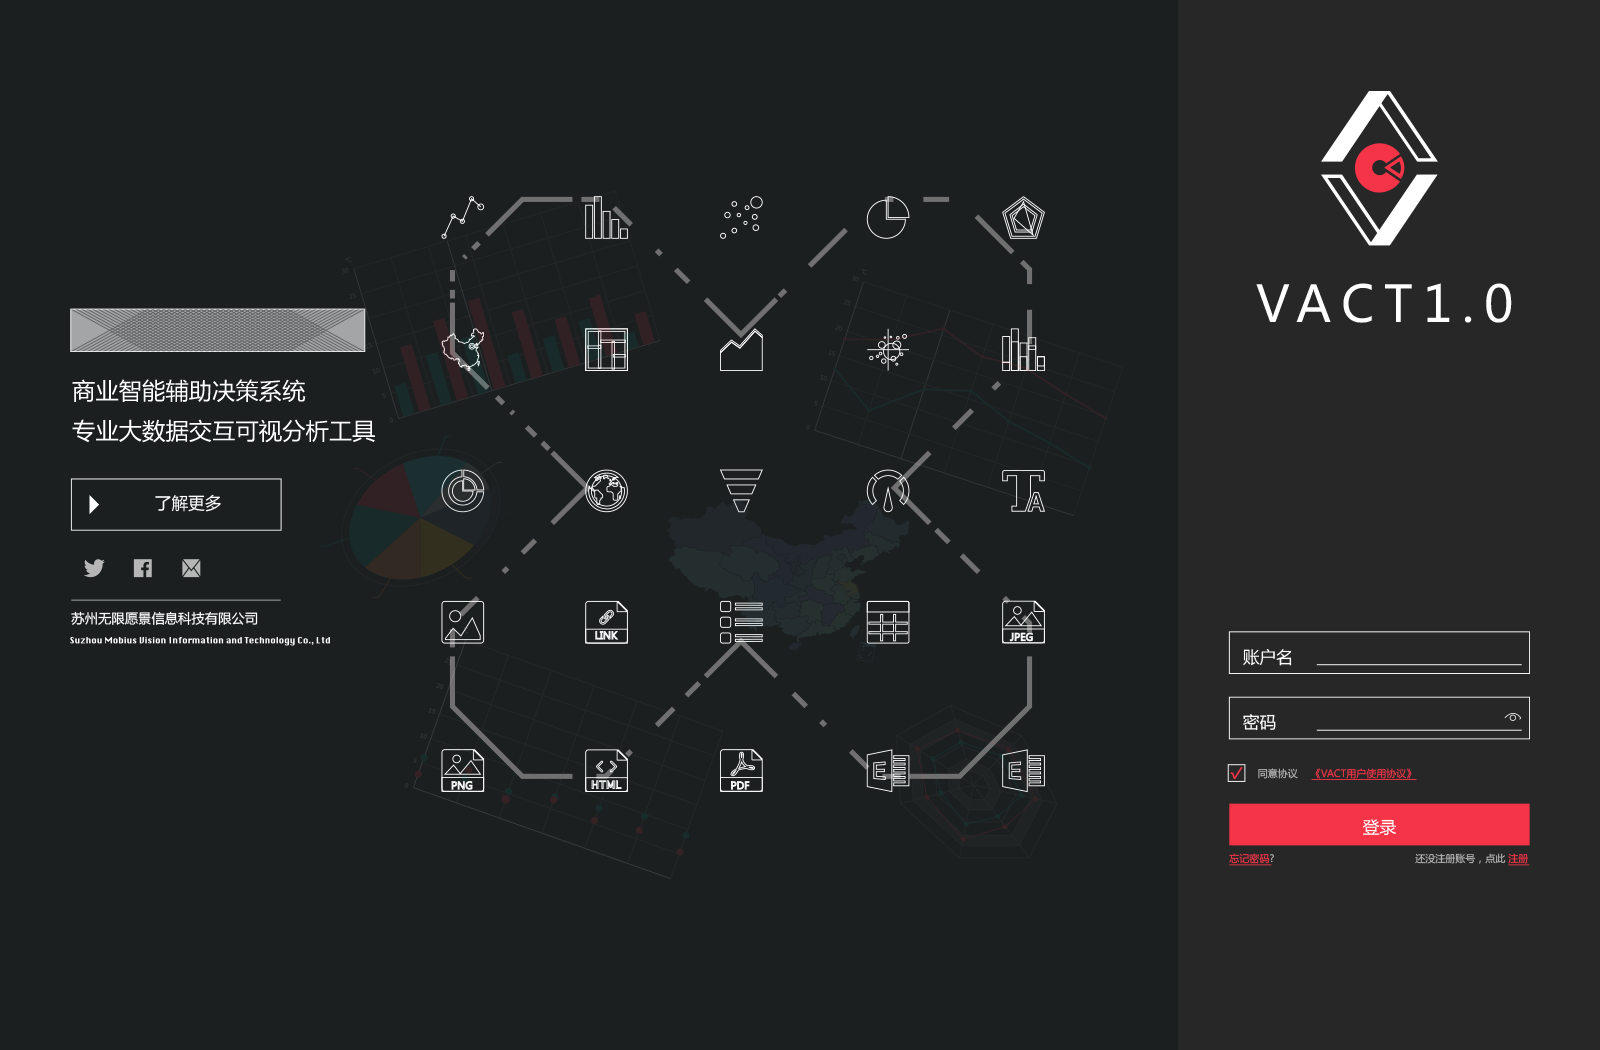 VACT1.0
商业智能辅助决策系统
专业大数据交互可视分析工具
了解更多
苏州无限愿景信息科技有限公司
Suzhou Mobius Vision Information and Technology Co., Ltd
TA
LINK
JPEG
PNG
HTML
PDF
E
E
账户名
密码
同意协议 《VACT用户使用协议》
登录
忘记密码?
还没注册账号，点此 注册